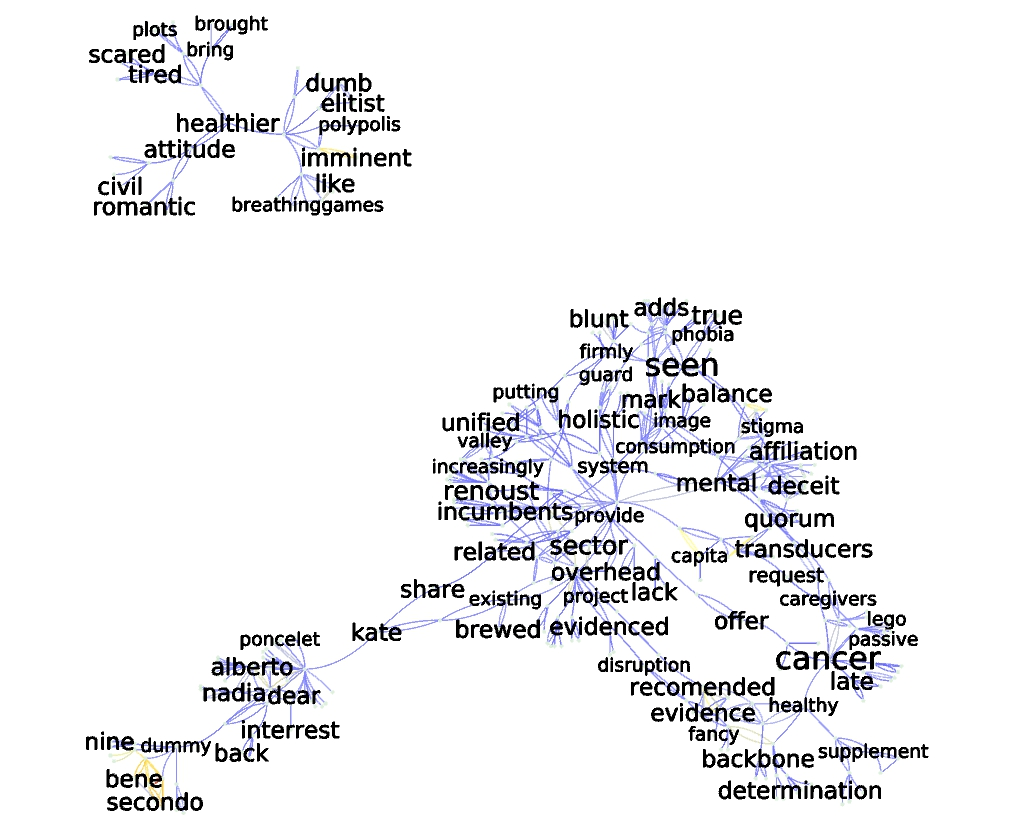 plots brought
scared bring
tired
dumb
elitist
healthier polypolis
attitude imminent
civil like
romantic breathinggames
blunt adds true
phobia
firmly
guard seen
putting mark balance
unified holistic image stigma
valley consumption affiliation
increasingly system
renoust mental deceit
incumbents provide quorum
related sector capita transducers
overhead request
share existing project lack caregivers
offer lego
kate brewed evidenced passive
poncelet cancer
alberto disruption late
nadia dear recomended healthy
evidence
interrest fancy
nine dummy back backbone supplement
bene determination
secondo